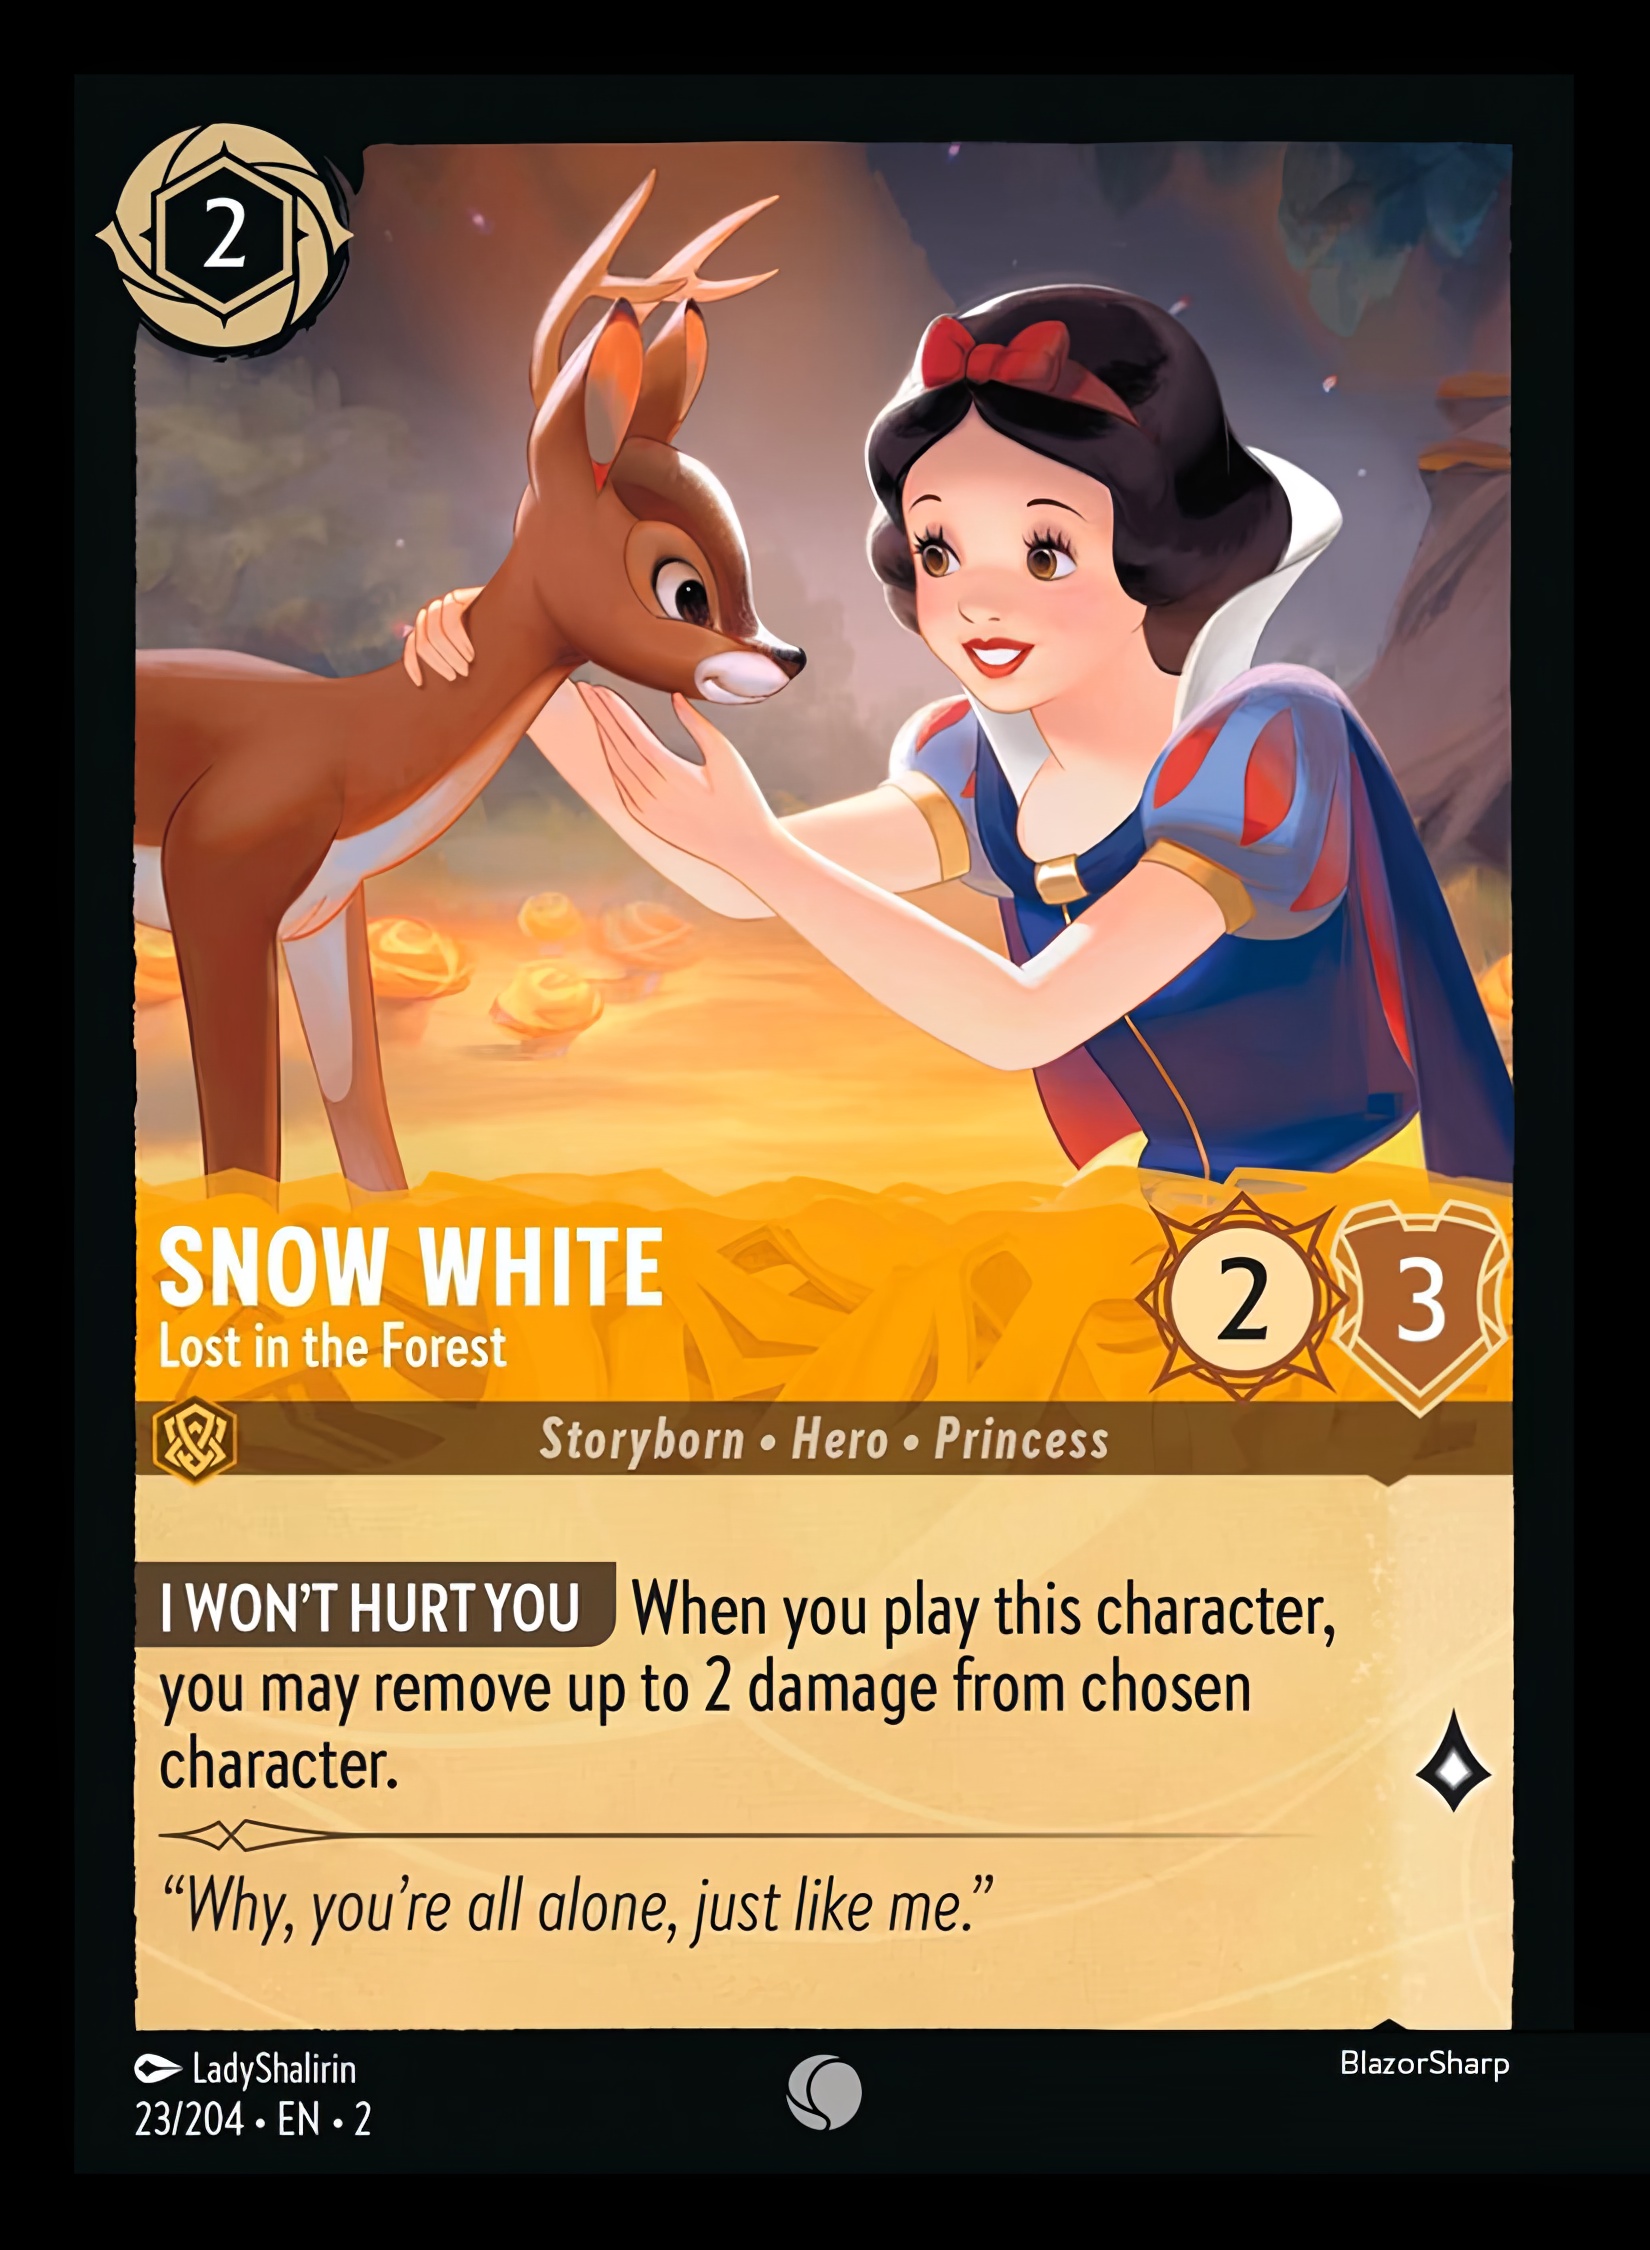 2
SNOW WHITE
Lost in the Forest
2 3
Storyborn • Hero • Princess
I WON'T HURT YOU When you play this character,
you may remove up to 2 damage from chosen
character.
“Why, you're all alone, just like me.”
LadyShalirin
BlazorSharp
23/204 • EN • 2